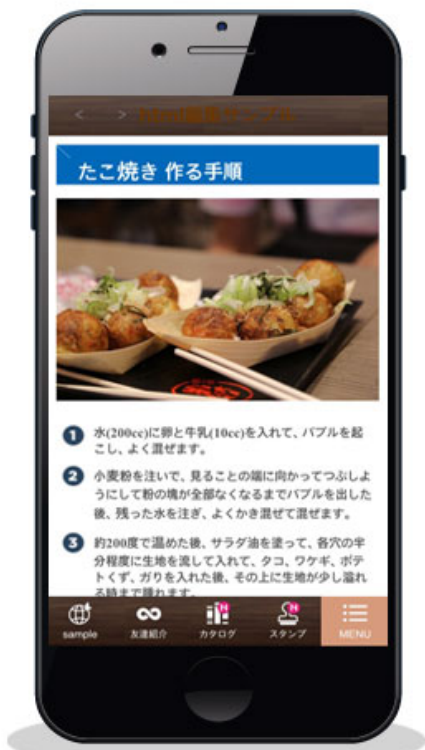 < >
たこ焼き 作る手順
1 水(200cc)に卵と牛乳(10cc)を入れて、バブルを起
こし、よく混ぜます。
2 小麦粉を注いで、見ることの端に向かってつぶしよ
うにして粉の塊が全部なくなるまでバブルを出した
後、残った水を注ぎ、よくかき混ぜて混ぜます。
3 約200度で温めた後、サラダ油を塗って、各穴の半
分程度に生地を流して入れて、タコ、ワケギ、ポテ
トくず、ガリを入れた後、その上に生地が少し溢れ
る時まで
sample 友達紹介 カタログ N スタンプ N MENU